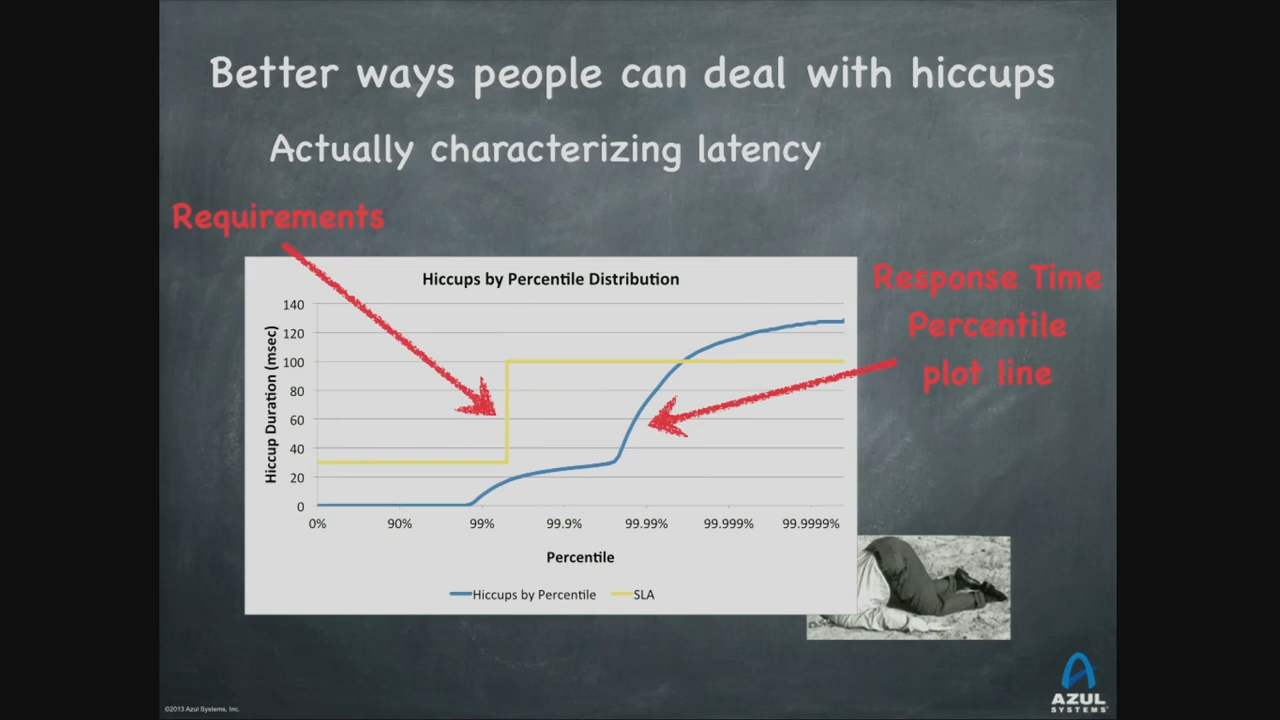 Better ways people can deal with hiccups
Actually characterizing latency
Requirements
Response Time
Percentile
plot line
Hiccups by Percentile Distribution
Hiccup Duration (msec)
140
120
100
80
60
40
20
0
0% 90% 99% 99.9% 99.99% 99.999% 99.9999%
Percentile
Hiccups by Percentile SLA
©2013 Azul Systems, Inc.
AZUL
SYSTEMS